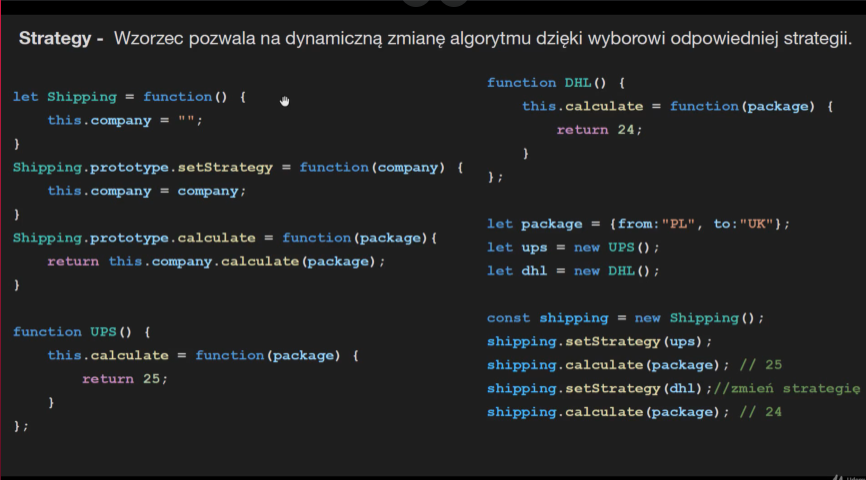 Strategy - Wzorzec pozwala na dynamiczną zmianę algorytmu dzięki wyborowi odpowiedniej strategii.
let Shipping = function() {
    this.company = "";
}
Shipping.prototype.setStrategy = function(company) {
    this.company = company;
}
Shipping.prototype.calculate = function(package){
    return this.company.calculate(package);
}
function UPS() {
    this.calculate = function(package) {
        return 25;
    }
};
function DHL() {
    this.calculate = function(package) {
        return 24;
    }
};
let package = {from:"PL", to:"UK"};
let ups = new UPS();
let dhl = new DHL();
const shipping = new Shipping();
shipping.setStrategy(ups);
shipping.calculate(package); // 25
shipping.setStrategy(dhl);//zmień strategię
shipping.calculate(package); // 24